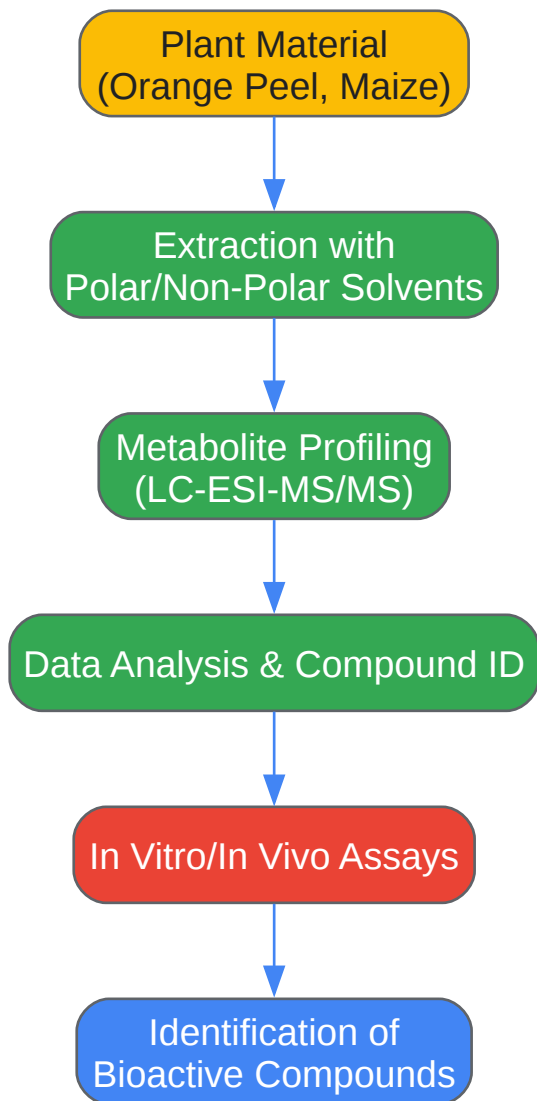 Plant Material
(Orange Peel, Maize)
Extraction with
Polar/Non-Polar Solvents
Metabolite Profiling
(LC-ESI-MS/MS)
Data Analysis & Compound ID
In Vitro/In Vivo Assays
Identification of
Bioactive Compounds